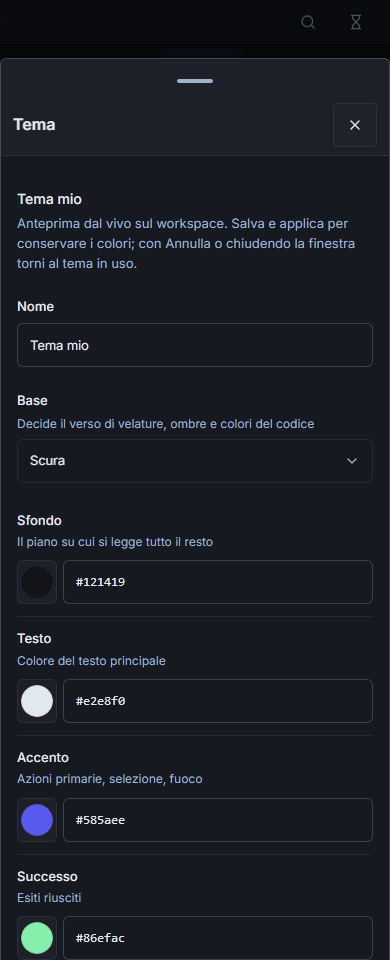 Tema
Tema mio
Anteprima dal vivo sul workspace. Salva e applica per
conservare i colori; con Annulla o chiudendo la finestra
torni al tema in uso.
Nome
Tema mio
Base
Decide il verso di velature, ombre e colori del codice
Scura
Sfondo
Il piano su cui si legge tutto il resto
#121419
Testo
Colore del testo principale
#e2e8f0
Accento
Azioni primarie, selezione, fuoco
#585aee
Successo
Esiti riusciti
#86efac